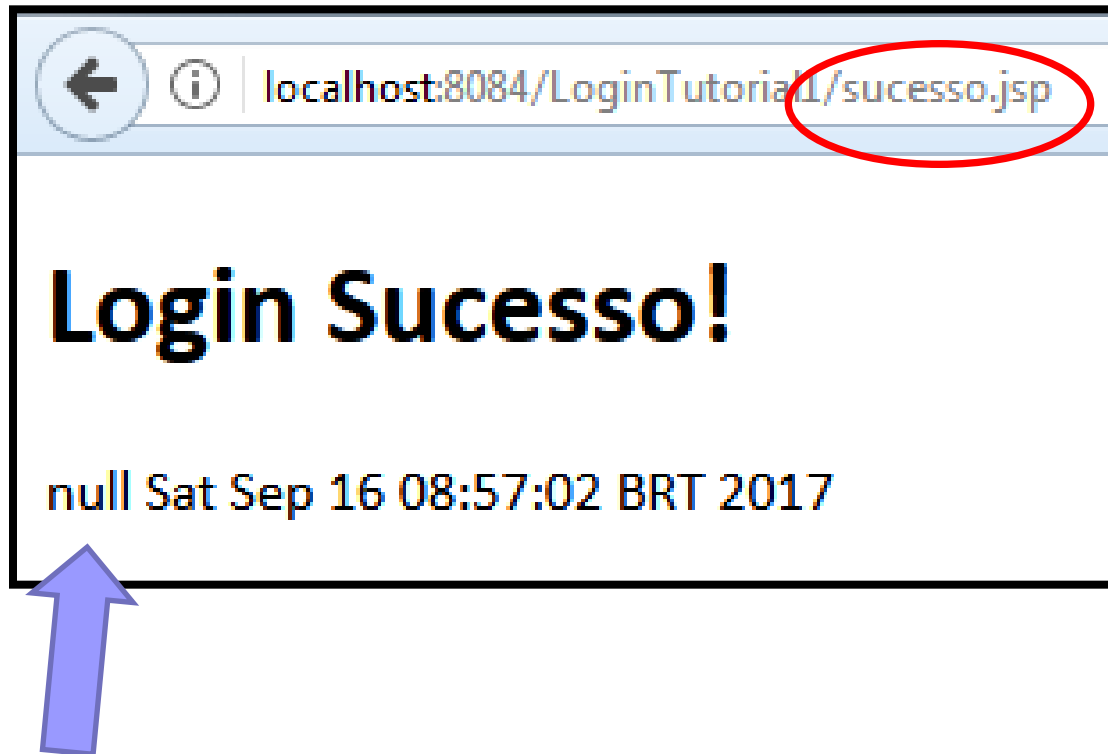 localhost:8084/LoginTutorial1/sucesso.jsp
Login Sucesso!
null Sat Sep 16 08:57:02 BRT 2017